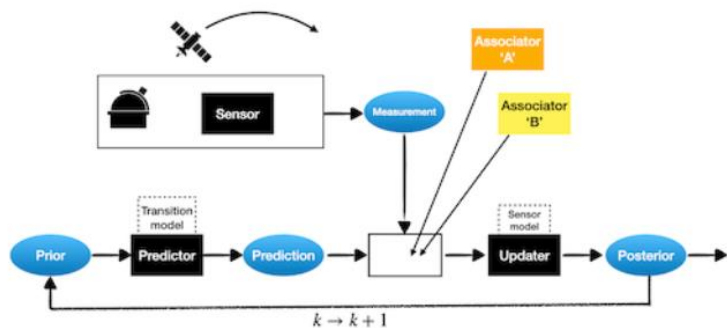 Associator
'A'
Sensor
Measurement
Associator
'B'
Transition
model
Sensor
model
Prior
Predictor
Prediction
Updater
Posterior
k → k + 1